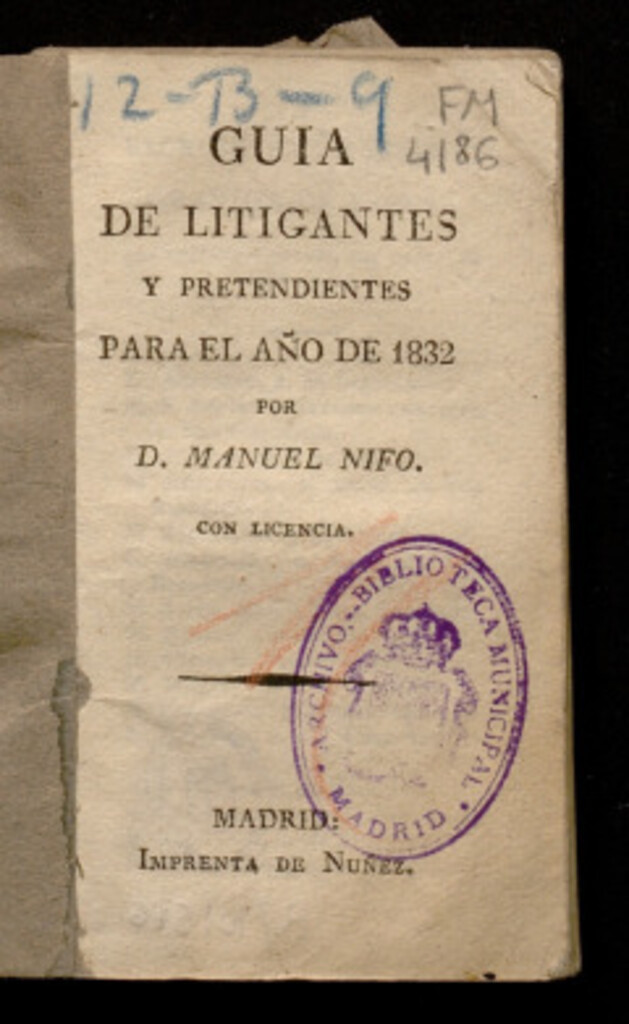 12-B-9
FM
4186
GUIA
DE LITIGANTES
Y PRETENDIENTES
PARA EL AÑO DE 1832
POR
D. MANUEL NIFO.
CON LICENCIA.
ARCHIVO.-BIBLIOTECA MUNICIPAL
• MADRID •
MADRID:
IMPRENTA DE NUÑEZ.